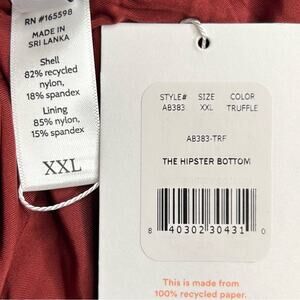 RN #165598
MADE IN
SRI LANKA
Shell
82% recycled
nylon,
18% spandex
Lining
85% nylon,
15% spandex
XXL
STYLE# SIZE COLOR
AB383 XXL TRUFFLE
AB383-TRF
THE HIPSTER BOTTOM
8 40302 30431 0
This is made from
100% recycled paper.